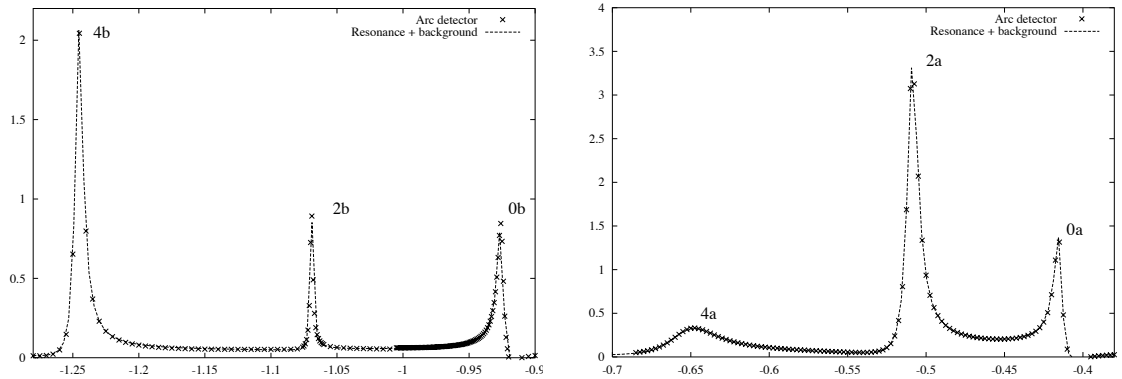 Arc detector
Resonance + background
4b
2b
0b
2
1.5
1
0.5
0
-1.25
-1.2
-1.15
-1.1
-1.05
-1
-0.95
-0.9
Arc detector
Resonance + background
2a
0a
4a
4
3.5
3
2.5
2
1.5
1
0.5
0
-0.7
-0.65
-0.6
-0.55
-0.5
-0.45
-0.4